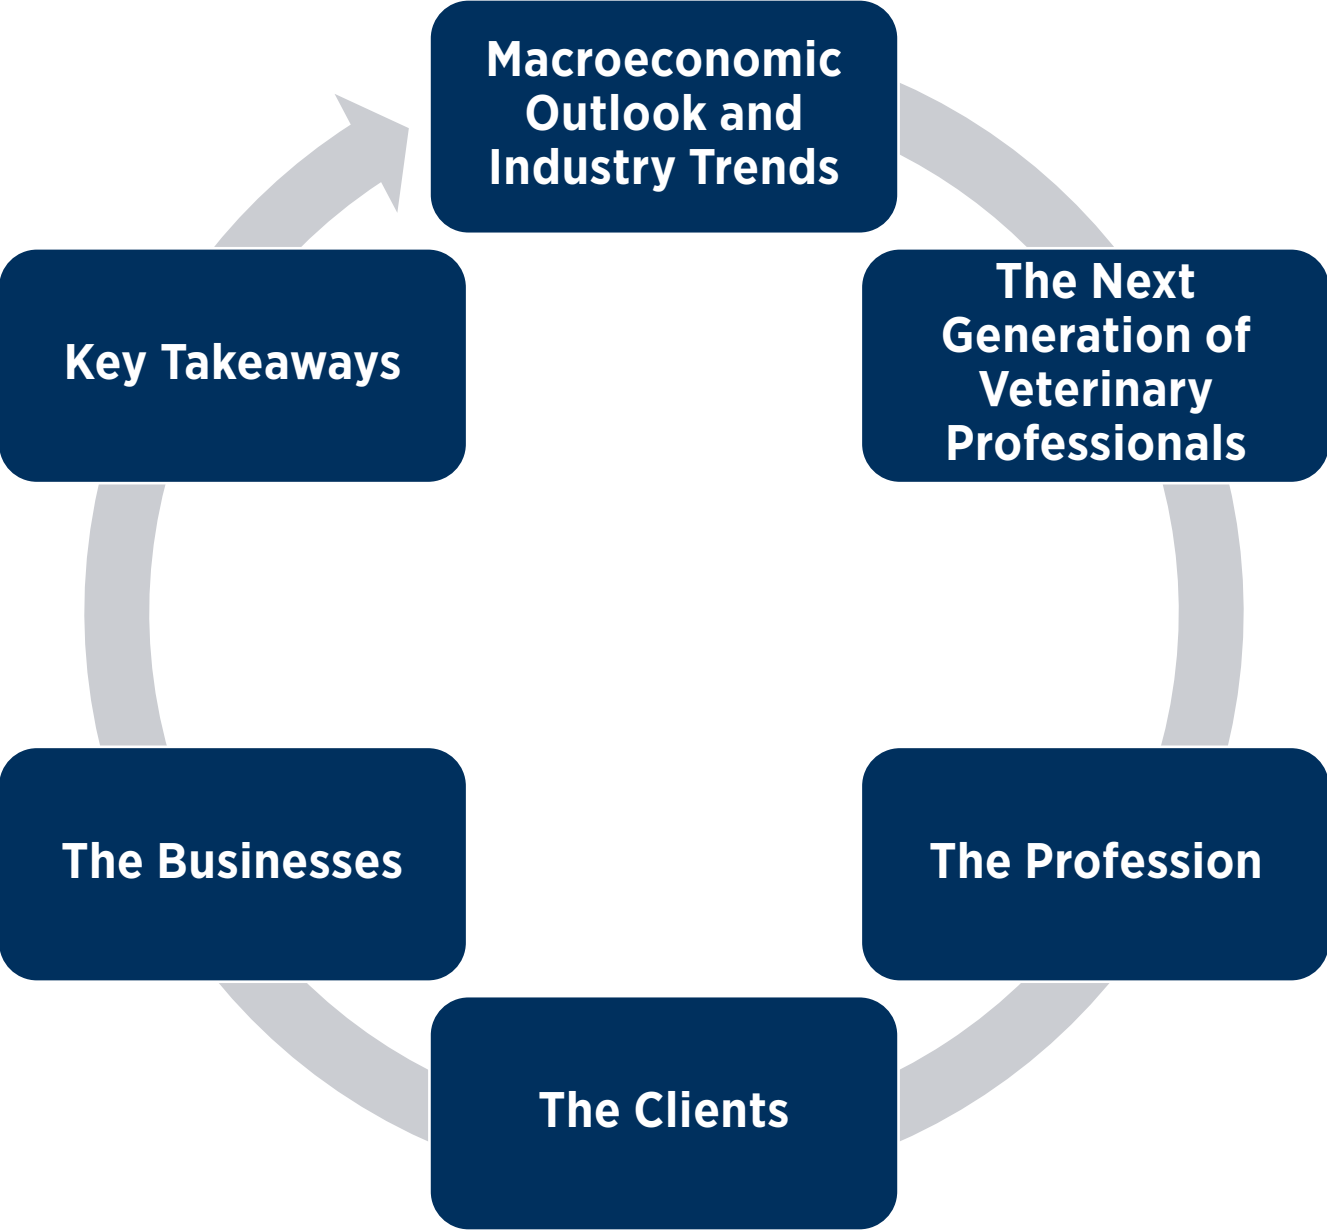 Macroeconomic
Outlook and
Industry Trends
The Next
Generation of
Veterinary
Professionals
The Profession
The Clients
The Businesses
Key Takeaways